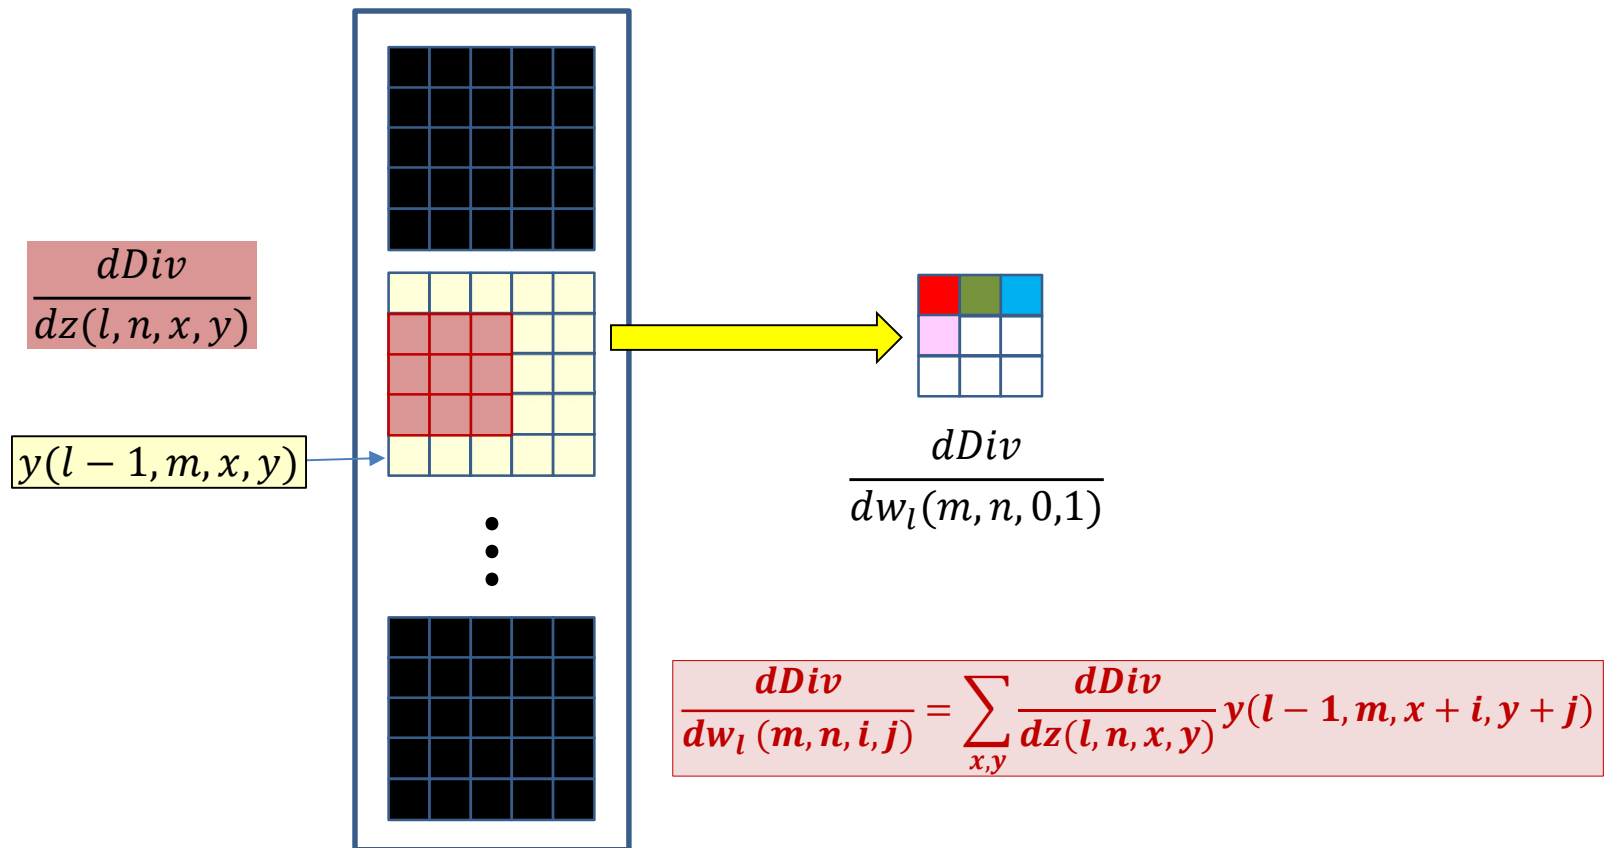 dDiv
dz(l, n, x, y)
y(l − 1, m, x, y)
dDiv
dw_l(m, n, 0,1)
dDiv/dw_l (m, n, i, j) = ∑_{x,y} dDiv/dz(l, n, x, y) y(l − 1, m, x + i, y + j)